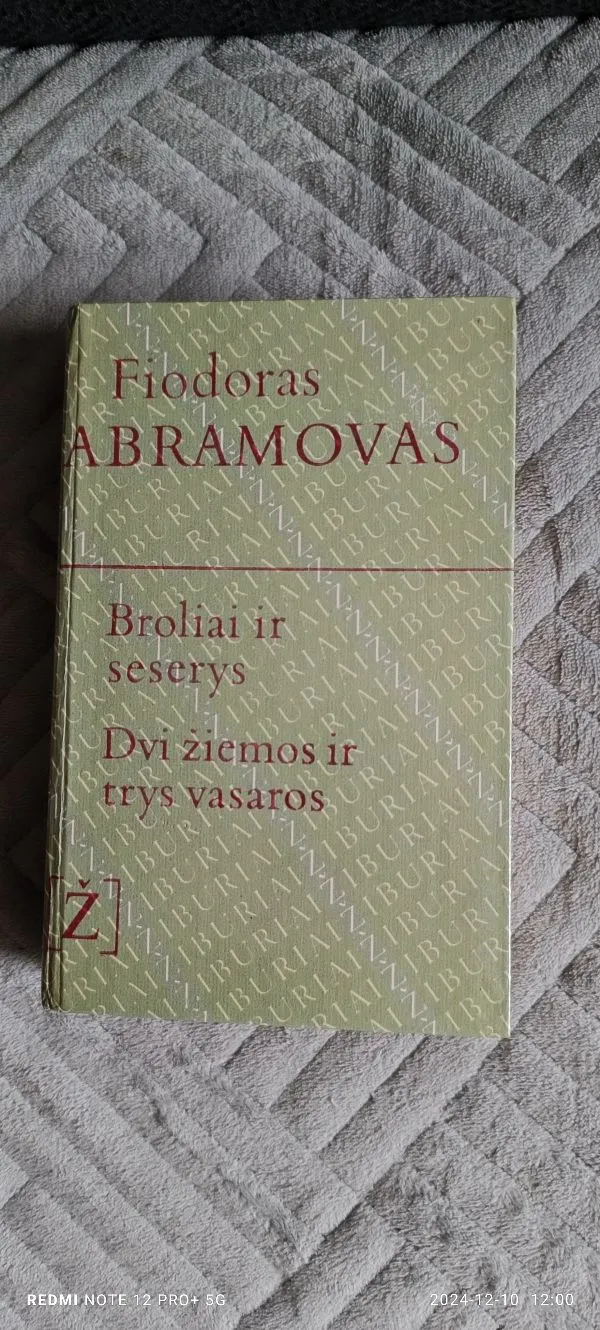 Fiodoras
ABRAMOVAS
Broliai ir
seserys
Dvi žiemos ir
trys vasaros
[Ž]
REDMI NOTE 12 PRO+ 5G
2024-12-10 12:00